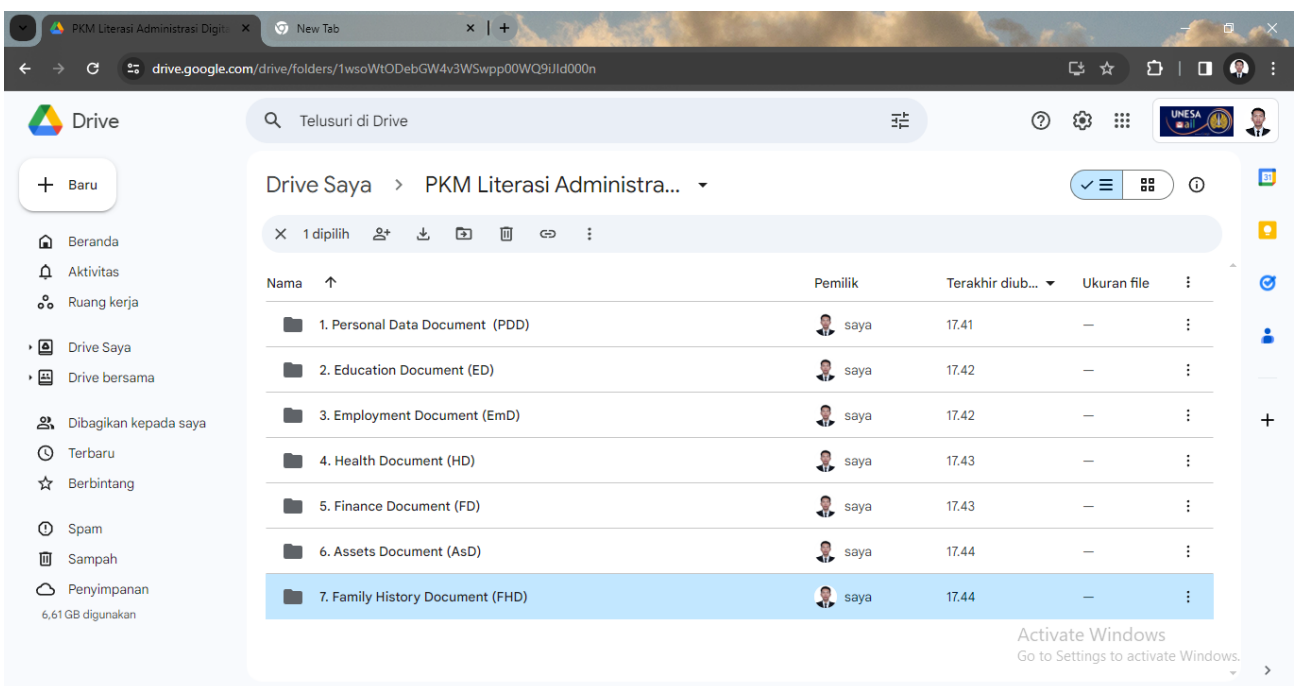 PKM Literasi Administrasi Digita
New Tab
drive.google.com/drive/folders/1wsoWtODebGW4v3WSwpp00WQ9iJId000n
Drive
Telusuri di Drive
UNESA
mail
Baru
Drive Saya > PKM Literasi Administra...
1 dipilih
Beranda
Aktivitas
Ruang kerja
Drive Saya
Drive bersama
Dibagikan kepada saya
Terbaru
Berbintang
Spam
Sampah
Penyimpanan
6,61 GB digunakan
Nama Pemilik Terakhir diub... Ukuran file
1. Personal Data Document (PDD) saya 17.41 —
2. Education Document (ED) saya 17.42 —
3. Employment Document (EmD) saya 17.42 —
4. Health Document (HD) saya 17.43 —
5. Finance Document (FD) saya 17.43 —
6. Assets Document (AsD) saya 17.44 —
7. Family History Document (FHD) saya 17.44 —
31
Activate Windows
Go to Settings to activate Windows.